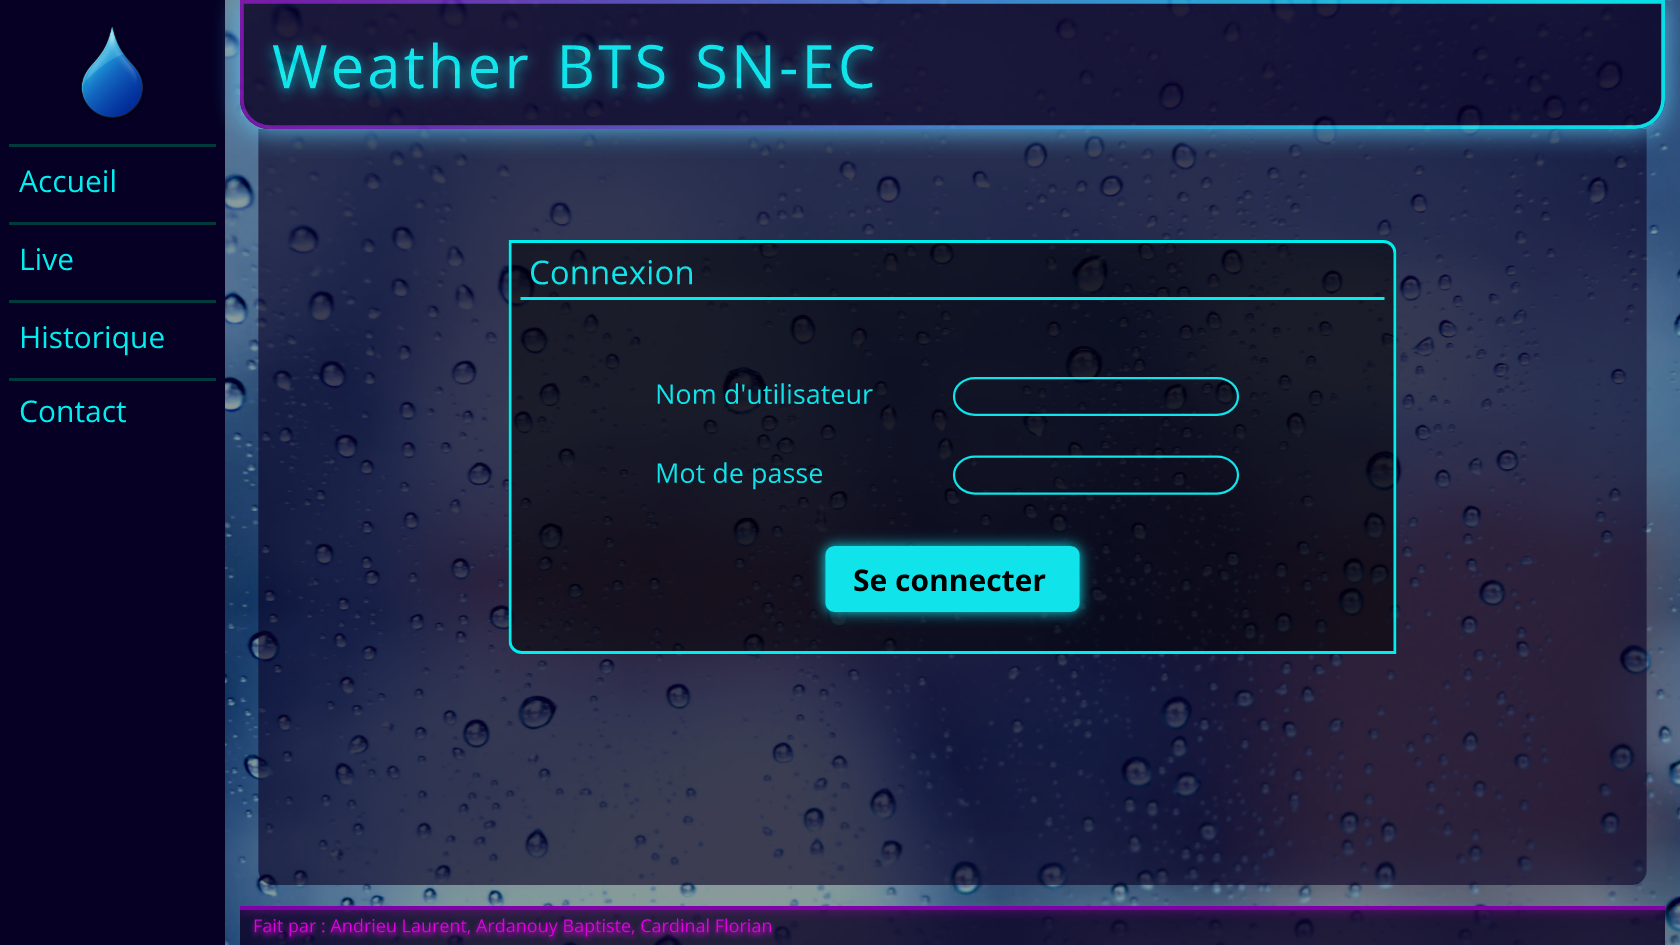 Weather BTS SN-EC
Accueil
Live
Historique
Contact
Connexion
Nom d'utilisateur
Mot de passe
Se connecter
Fait par : Andrieu Laurent, Ardanouy Baptiste, Cardinal Florian